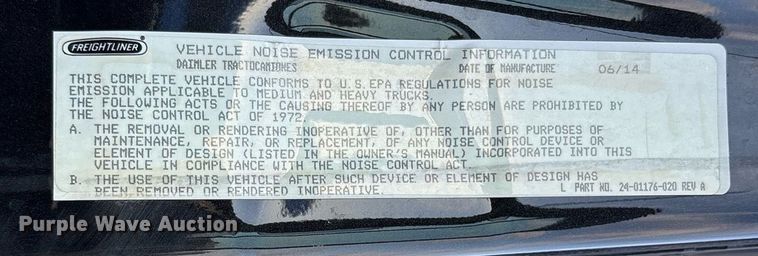 FREIGHTLINER
VEHICLE NOISE EMISSION CONTROL INFORMATION
DAIMLER TRACTOCAMIONES DATE OF MANUFACTURE 06/14
THIS COMPLETE VEHICLE CONFORMS TO U.S.EPA REGULATIONS FOR NOISE
EMISSION APPLICABLE TO MEDIUM AND HEAVY TRUCKS.
THE FOLLOWING ACTS OR THE CAUSING THEREOF BY ANY PERSON ARE PROHIBITED BY
THE NOISE CONTROL ACT OF 1972.
A. THE REMOVAL OR RENDERING INOPERATIVE OF, OTHER THAN FOR PURPOSES OF
MAINTENANCE, REPAIR, OR REPLACEMENT, OF ANY NOISE CONTROL DEVICE OR
ELEMENT OF DESIGN (LISTED IN THE OWNER'S MANUAL) INCORPORATED INTO THIS
VEHICLE IN COMPLIANCE WITH THE NOISE CONTROL ACT.
B. THE USE OF THIS VEHICLE AFTER SUCH DEVICE OR ELEMENT OF DESIGN HAS
BEEN REMOVED OR RENDERED INOPERATIVE. L PART NO. 24-01176-020 REV A
Purple Wave Auction